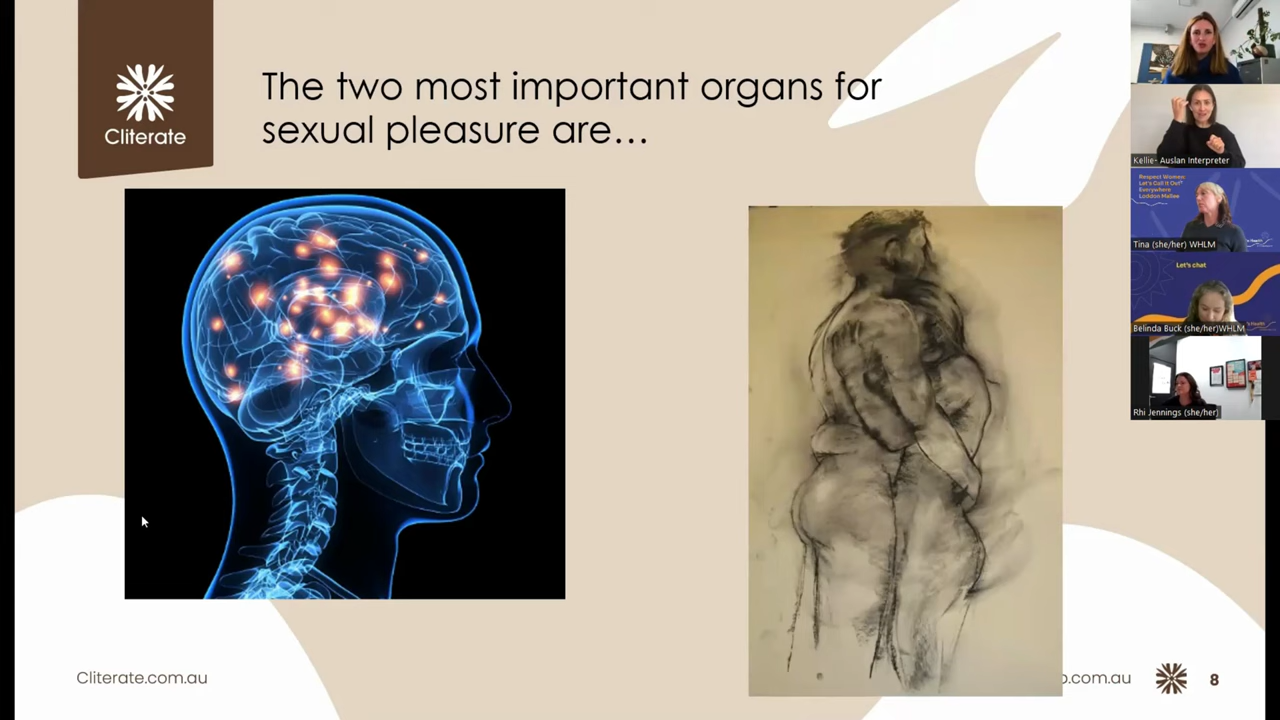 Cliterate
The two most important organs for
sexual pleasure are...
Kellie- Auslan Interpreter
Respect Women:
Let's Call It Out
Everywhere
Loddon Mallee
Tina (she/her) WHLM
Let's chat
Belinda Buck (she/her)WHLM
Rhi Jennings (she/her)
Cliterate.com.au
.com.au
8